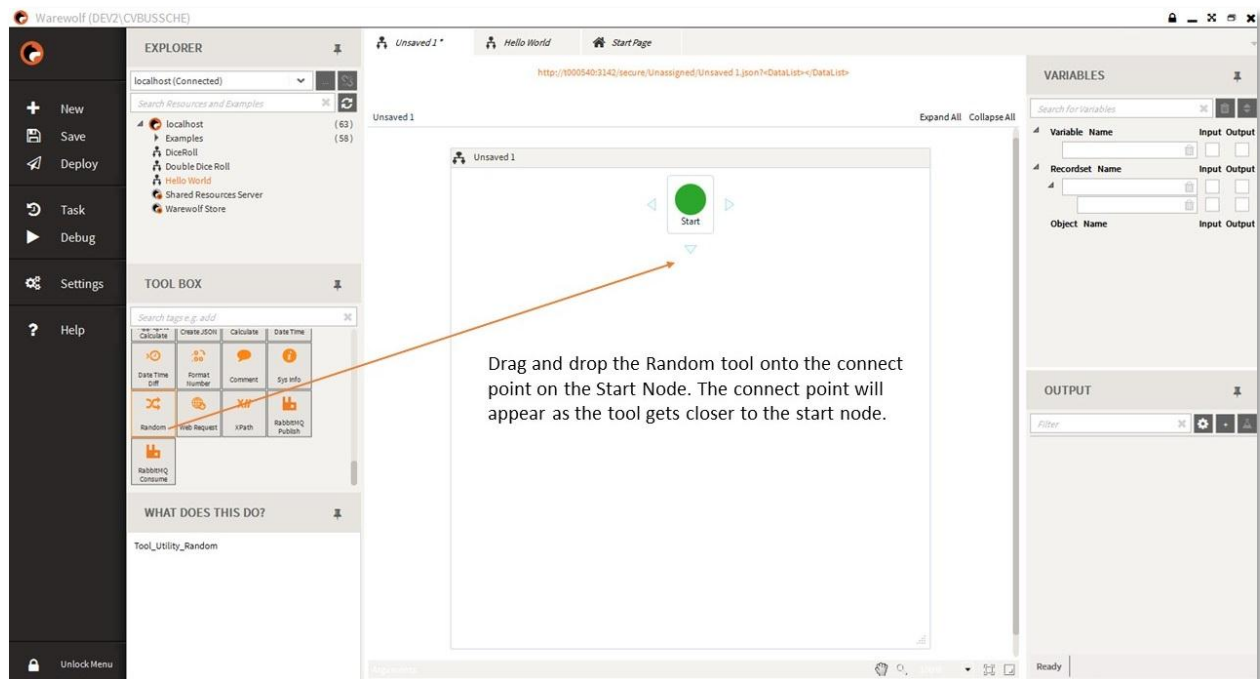 Warewolf (DEV2\CVBUSSCHE)
New
Save
Deploy
Task
Debug
Settings
Help
Unlock Menu
EXPLORER
localhost (Connected)
Search Resources and Examples
localhost (63)
Examples (58)
DiceRoll
Double Dice Roll
Hello World
Shared Resources Server
Warewolf Store
TOOL BOX
Search tags e.g. add
Calculate Create JSON Calculate Date Time
Date Time Diff
Format Number
Comment
Sys Info
Random
Web Request
XPath
RabbitMQ Publish
RabbitMQ Consume
WHAT DOES THIS DO?
Tool_Utility_Random
Unsaved 1 * Hello World Start Page
http://t000540:3142/secure/Unassigned/Unsaved 1.json?<DataList></DataList>
Unsaved 1 Expand All Collapse All
Unsaved 1
Start
Drag and drop the Random tool onto the connect
point on the Start Node. The connect point will
appear as the tool gets closer to the start node.
VARIABLES
Search for Variables
Variable Name Input Output
Recordset Name Input Output
Object Name Input Output
OUTPUT
Filter
Ready